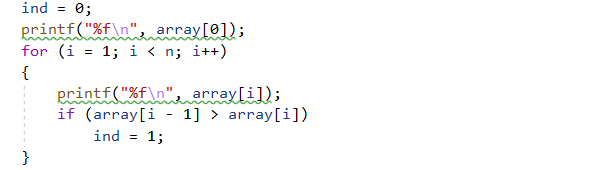 ind = 0;
printf("%f\n", array[0]);
for (i = 1; i < n; i++)
{
    printf("%f\n", array[i]);
    if (array[i - 1] > array[i])
        ind = 1;
}